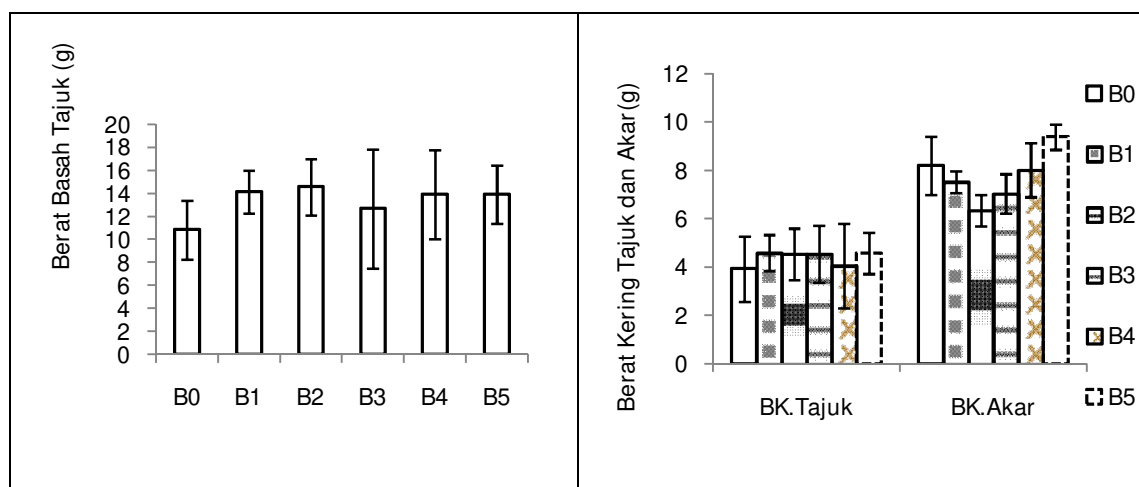 Berat Basah Tajuk (g)
20
18
16
14
12
10
8
6
4
2
0
B0 B1 B2 B3 B4 B5
Berat Kering Tajuk dan Akar (g)
12
10
8
6
4
2
0
BK.Tajuk BK.Akar
B0
B1
B2
B3
B4
B5